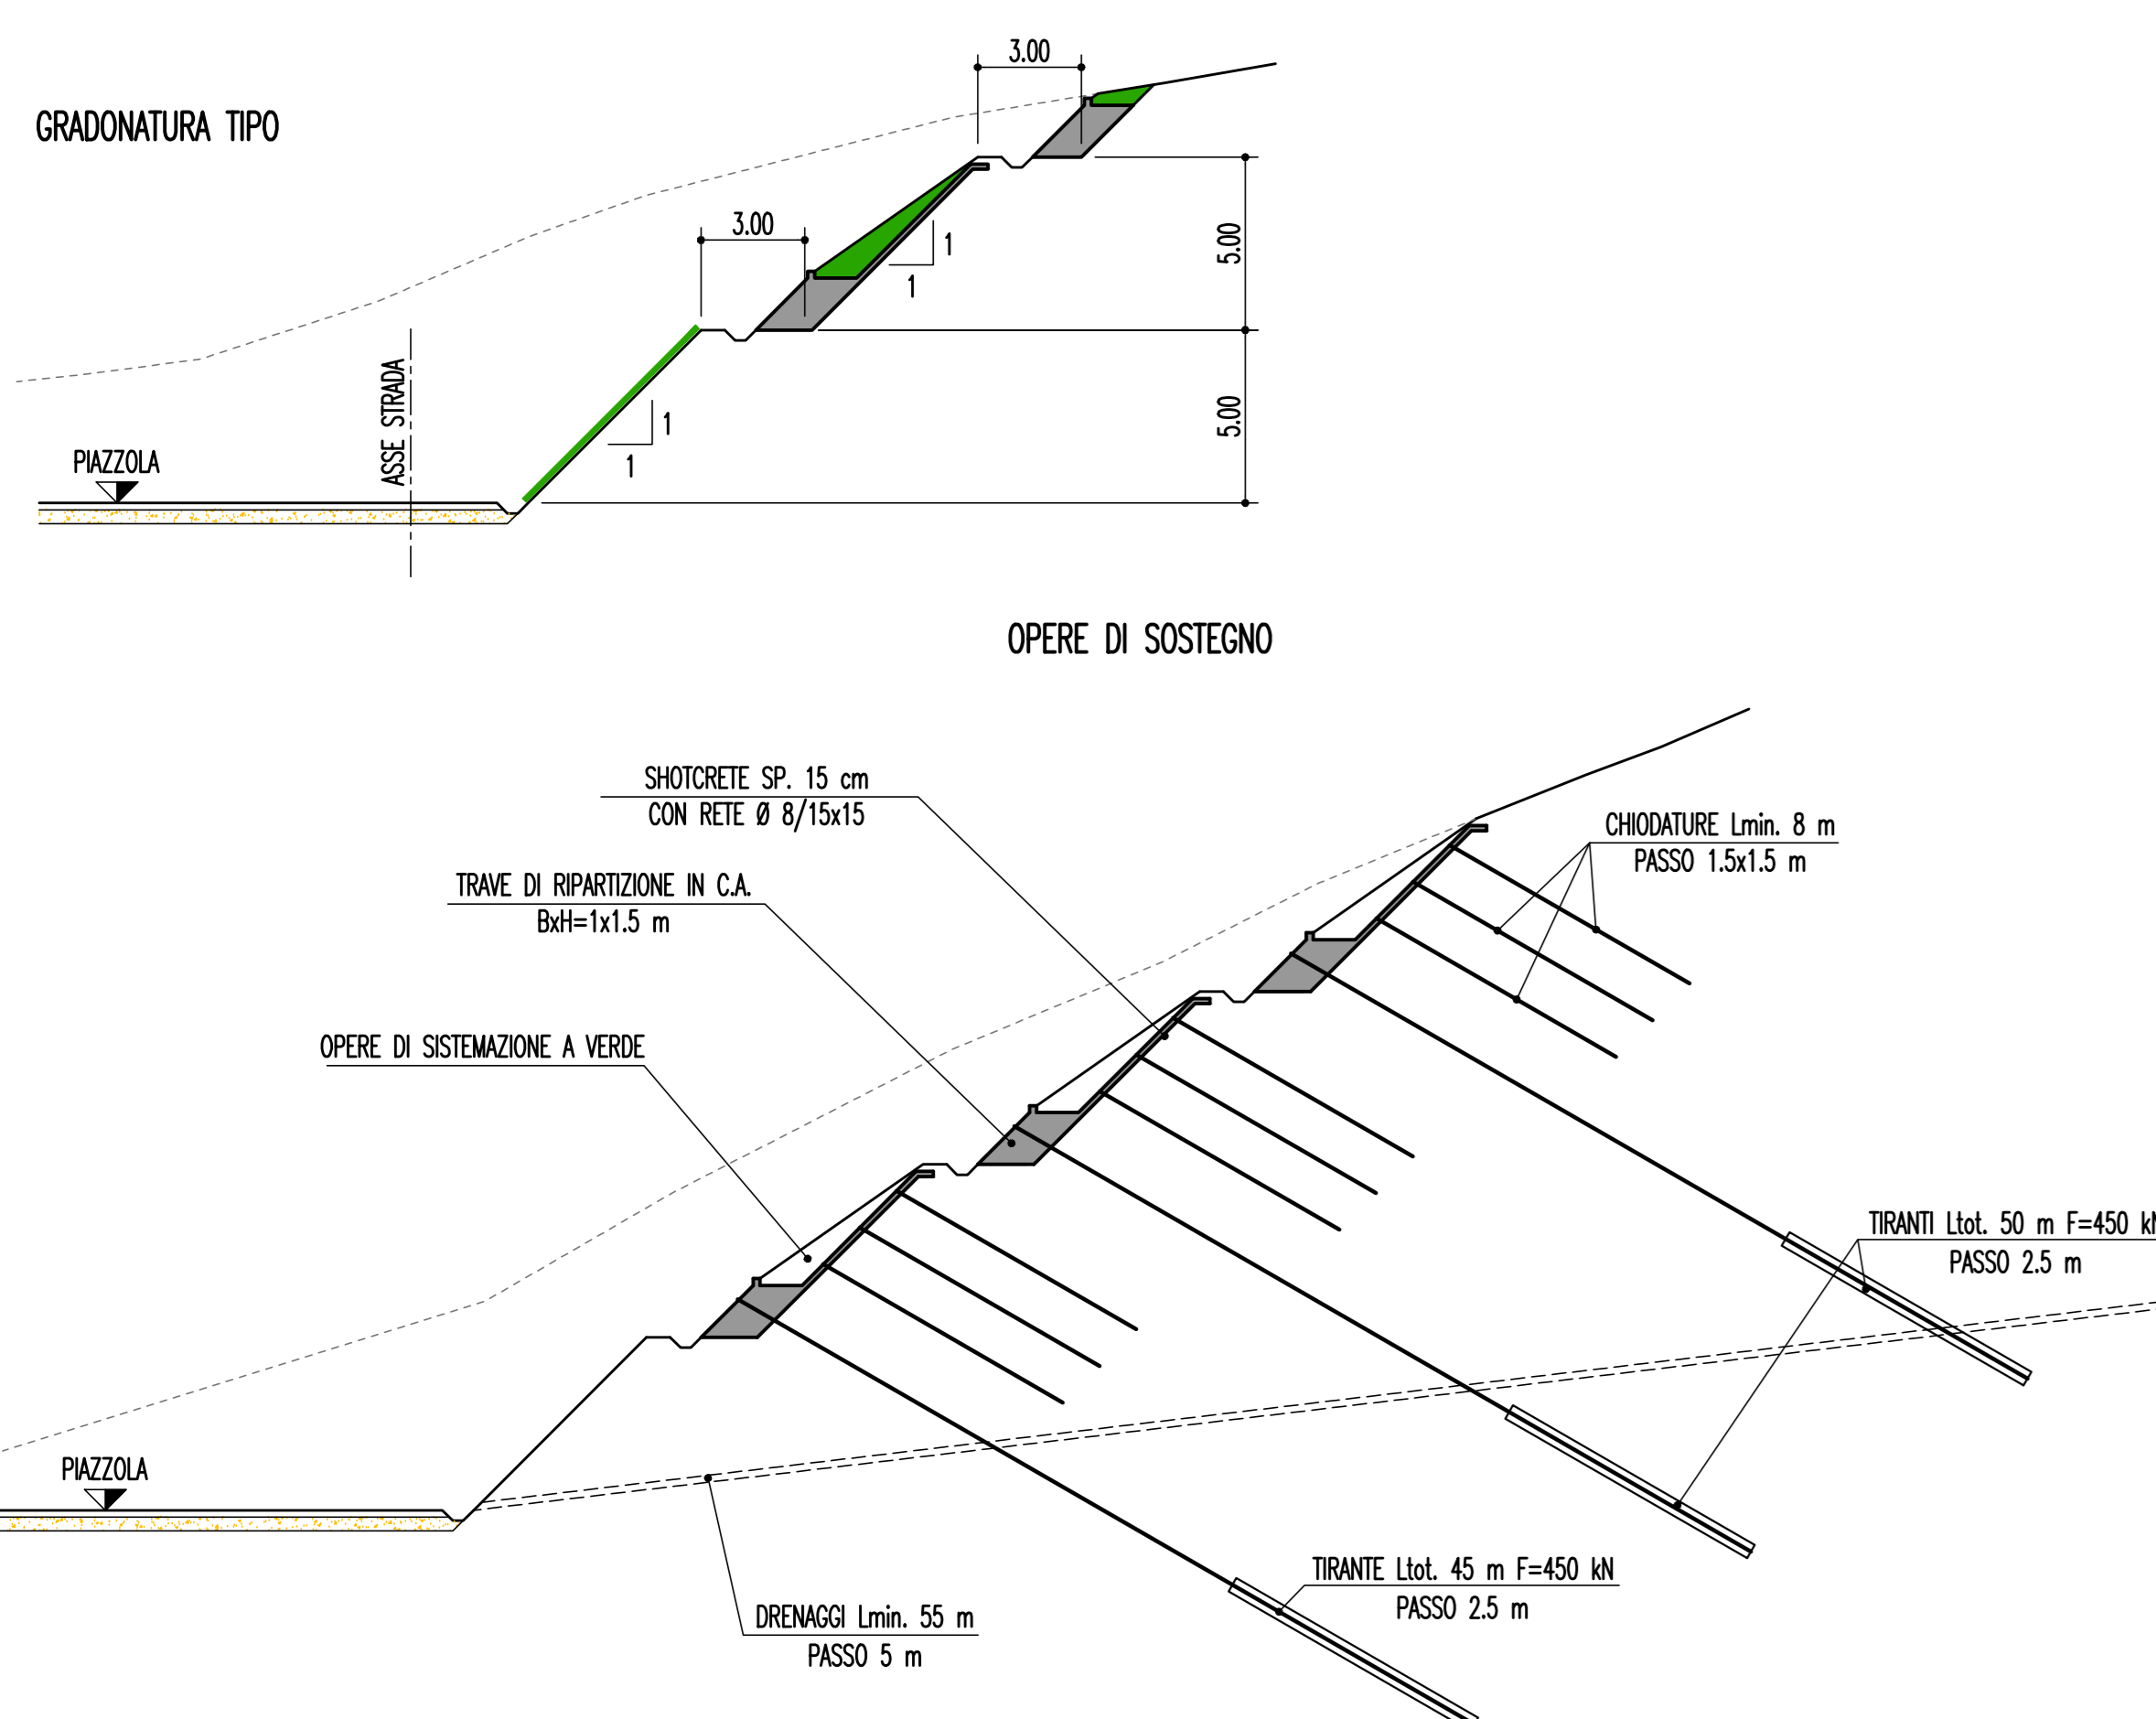 GRADONATURA TIPO
3.00
3.00
5.00
1
1
5.00
1
1
ASSE STRADA
PIAZZOLA
OPERE DI SOSTEGNO
SHOTCRETE SP. 15 cm
CON RETE Ø 8/15x15
CHIODATURE Lmin. 8 m
PASSO 1.5x1.5 m
TRAVE DI RIPARTIZIONE IN C.A.
BxH=1x1.5 m
OPERE DI SISTEMAZIONE A VERDE
TIRANTI Ltot. 50 m F=450 kN
PASSO 2.5 m
PIAZZOLA
TIRANTE Ltot. 45 m F=450 kN
PASSO 2.5 m
DRENAGGI Lmin. 55 m
PASSO 5 m